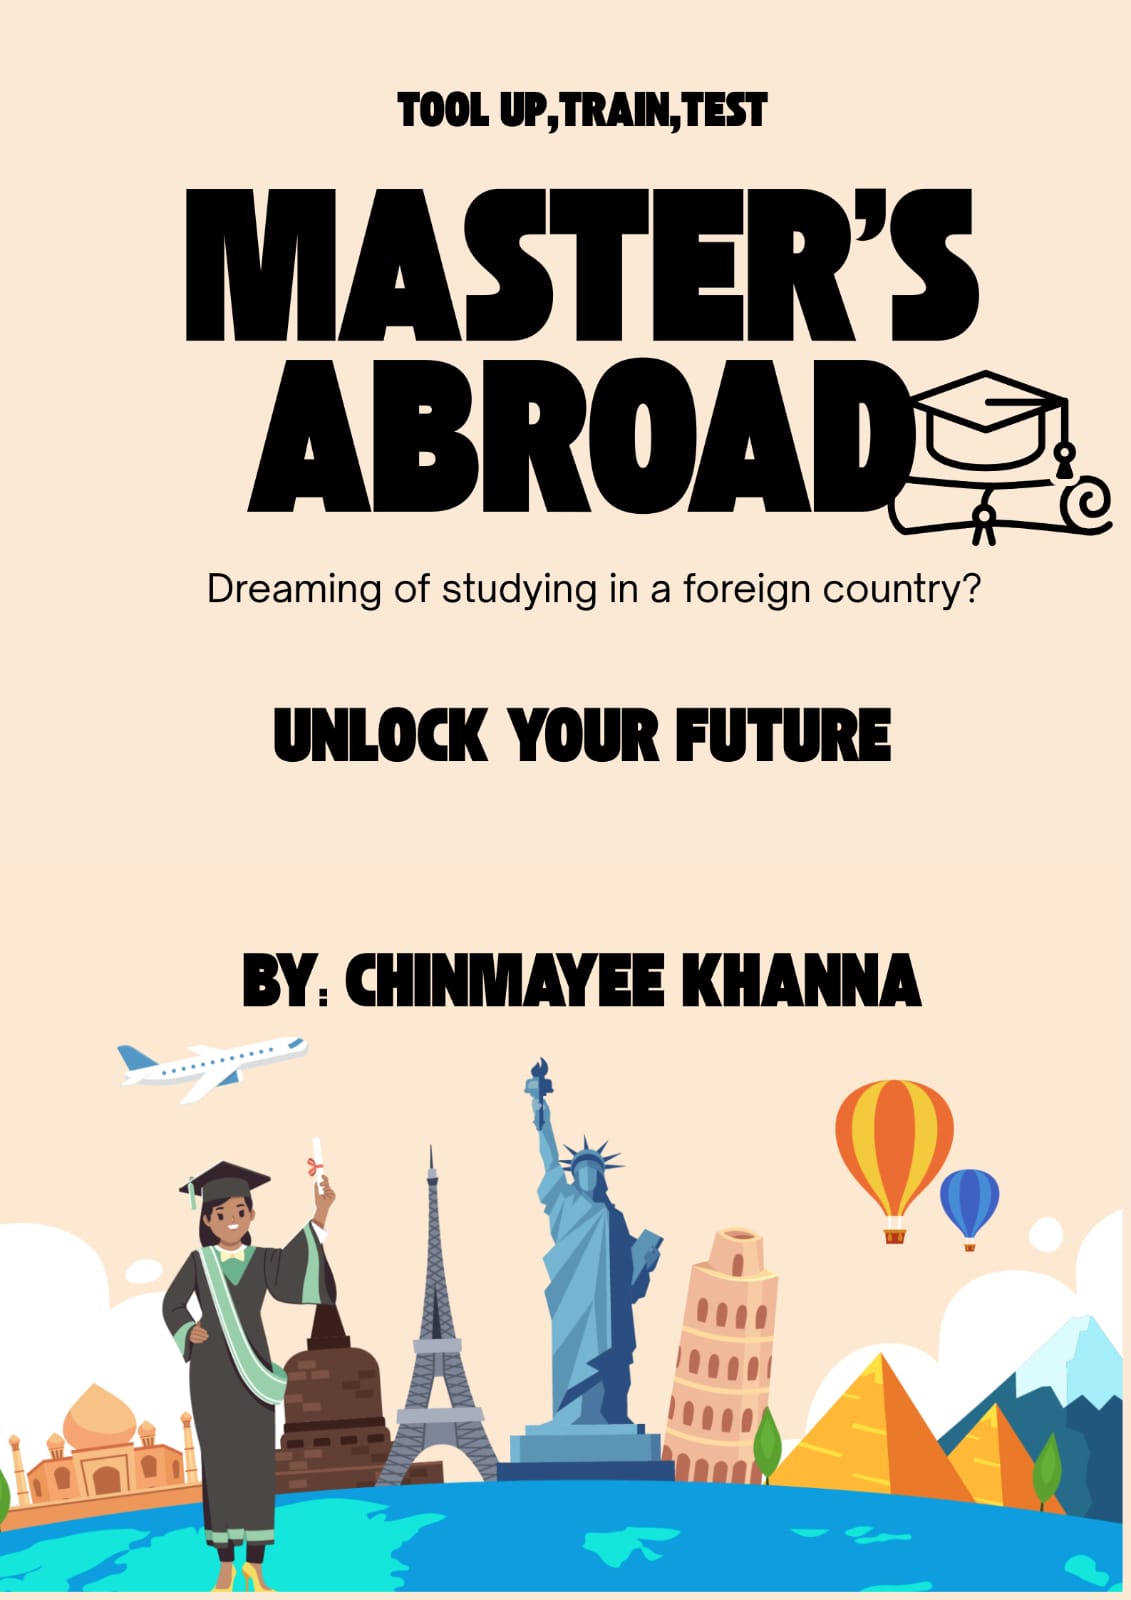 TOOL UP,TRAIN,TEST
MASTER’S
ABROAD
Dreaming of studying in a foreign country?
UNLOCK YOUR FUTURE
BY: CHINMAYEE KHANNA